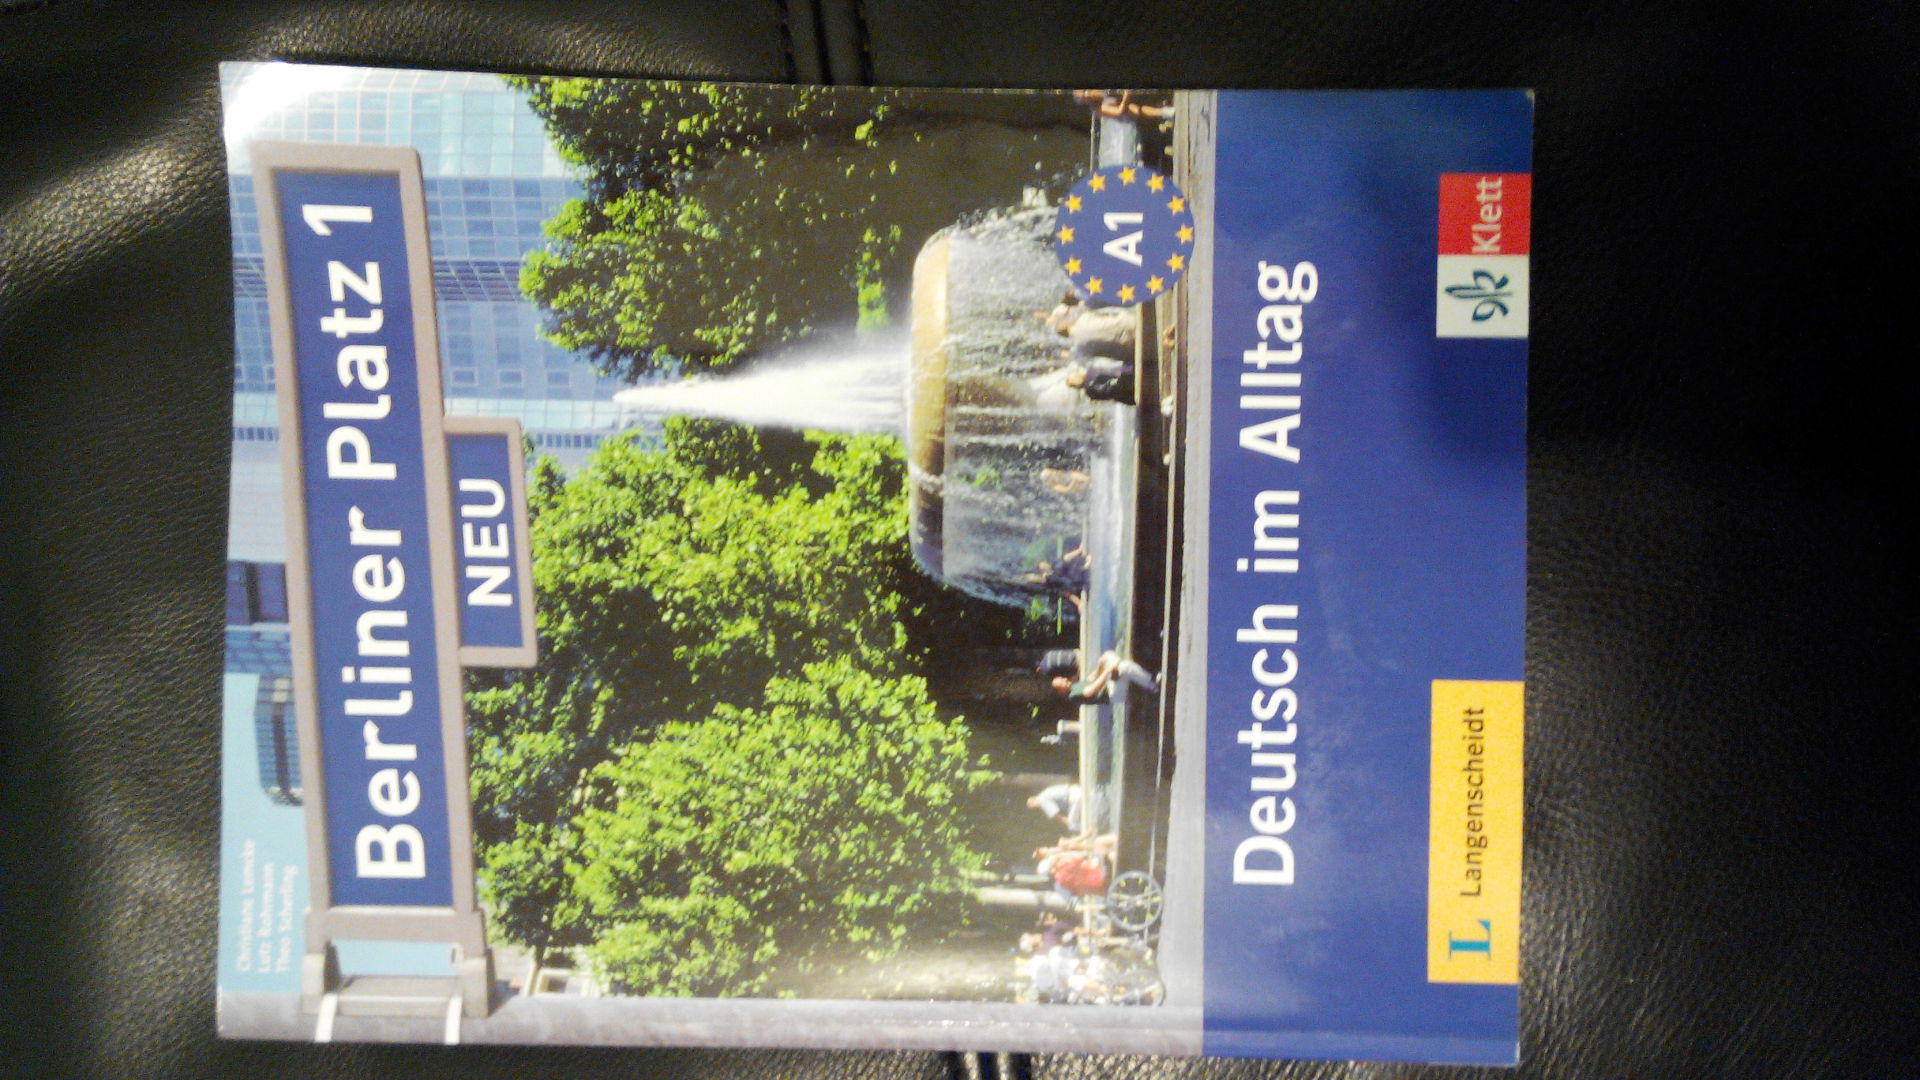 Christiane Lemcke
Lutz Rohrmann
Theo Scherling
Berliner Platz 1
NEU
A1
Deutsch im Alltag
L Langenscheidt
Klett